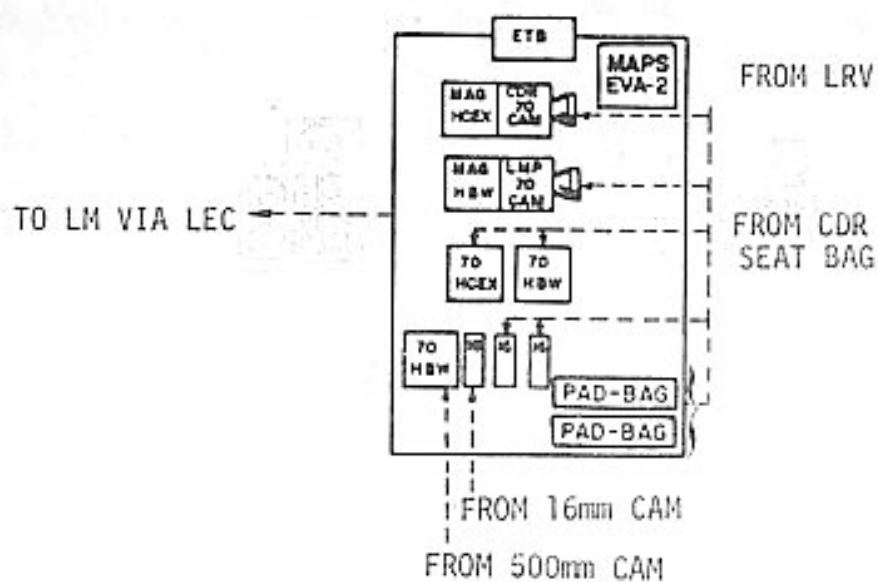 ETB
MAPS
EVA-2
FROM LRV
MAG
HCEX
CDR
70
CAM
MAG
HBW
LMP
70
CAM
TO LM VIA LEC
FROM CDR
SEAT BAG
70
HCEX
70
HBW
70
HBW
16
16
PAD-BAG
PAD-BAG
FROM 16mm CAM
FROM 500mm CAM